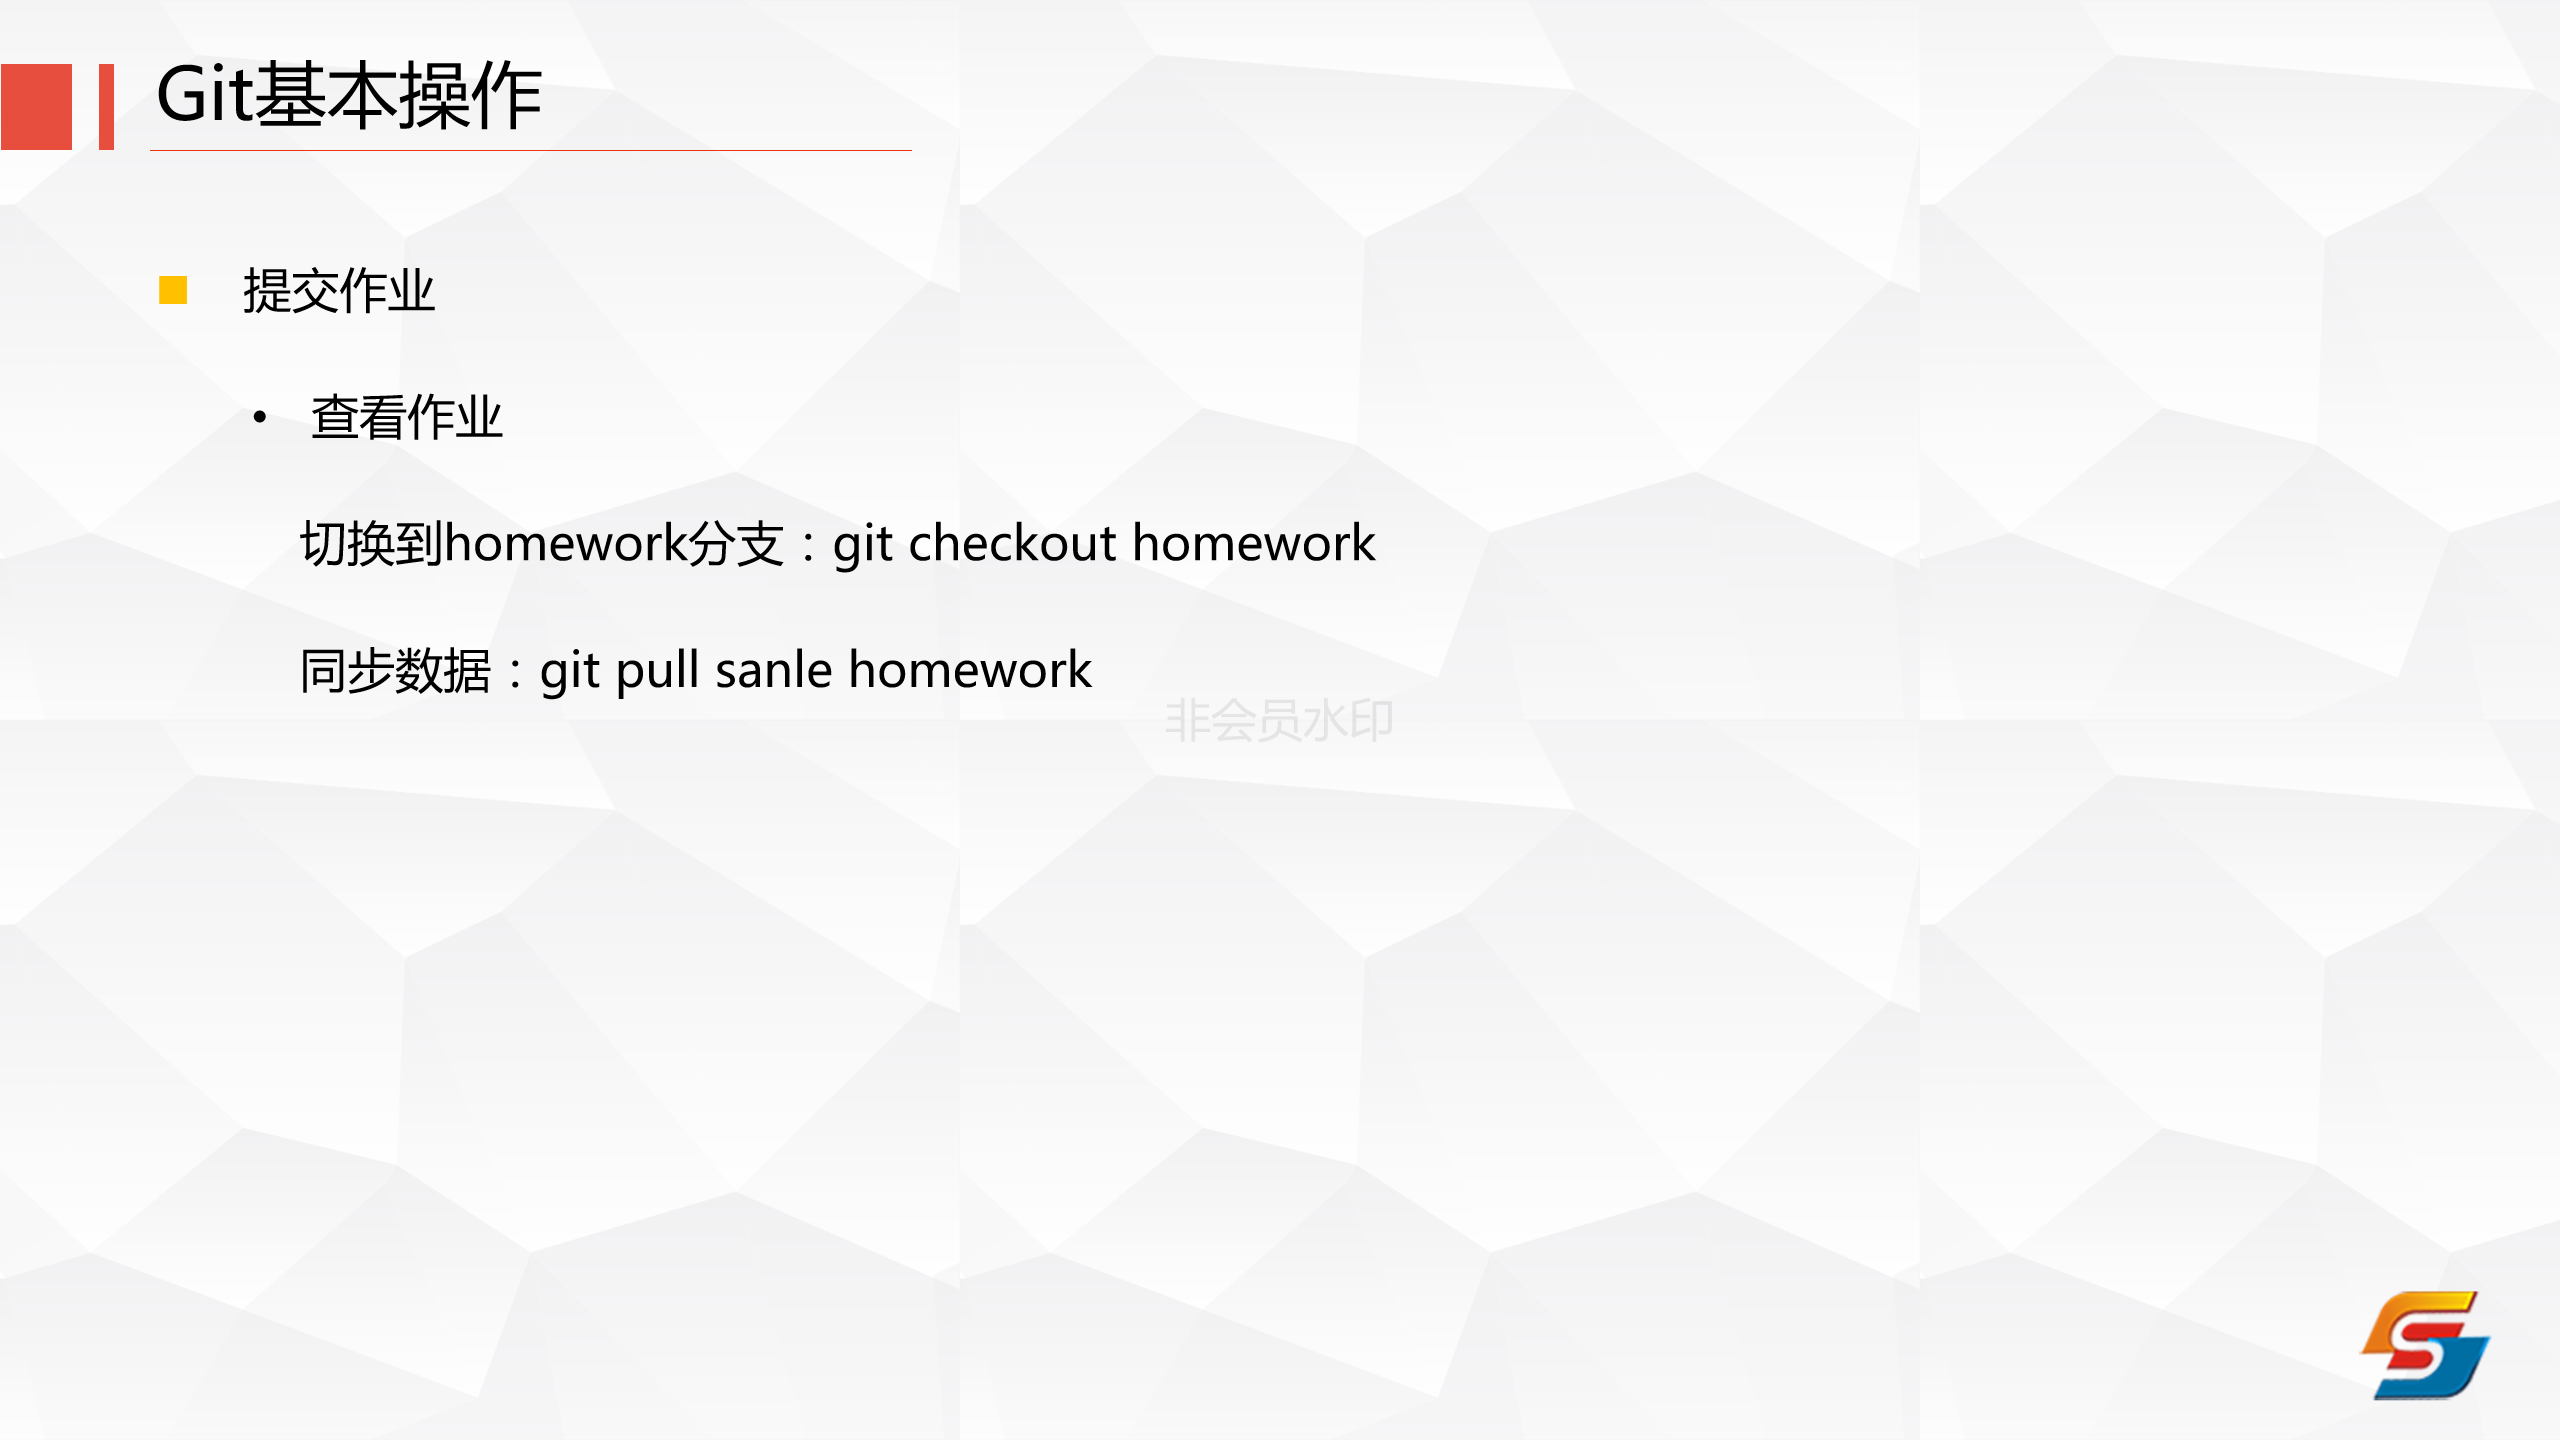 Git基本操作
提交作业
• 查看作业
切换到homework分支：git checkout homework
同步数据：git pull sanle homework
非会员水印